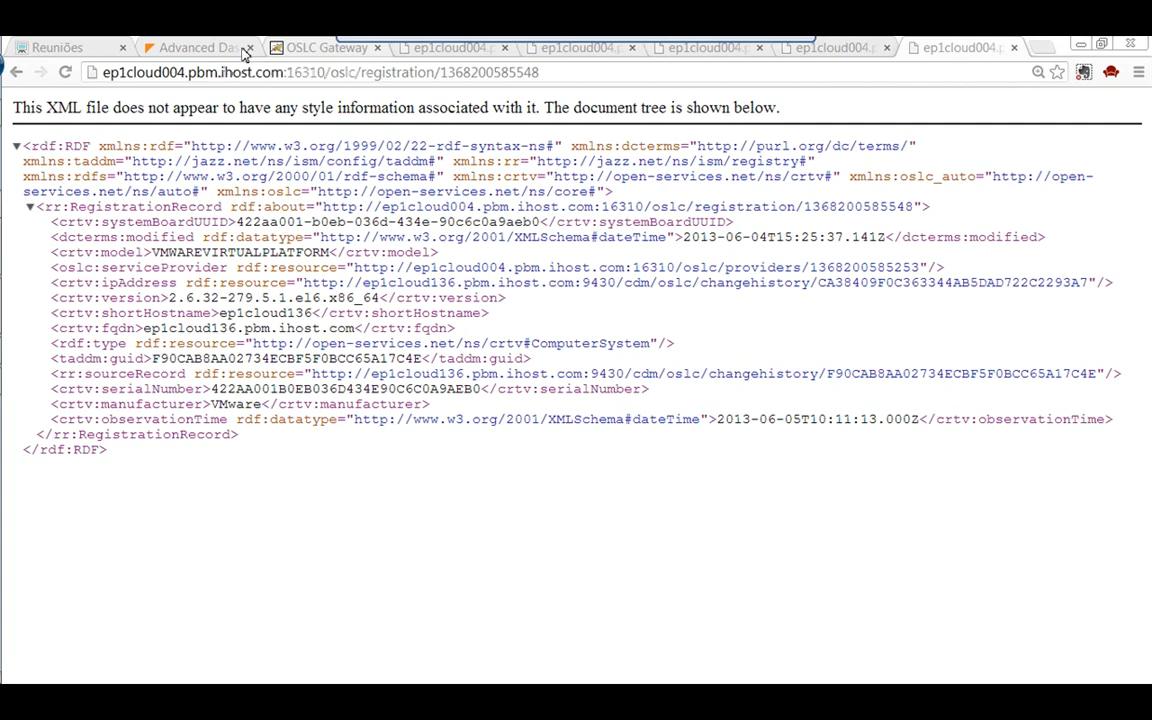 Reuniões
Advanced Da
OSLC Gateway
ep1cloud004.p
ep1cloud004.p
ep1cloud004.p
ep1cloud004.p
ep1cloud004.p
ep1cloud004.pbm.ihost.com:16310/oslc/registration/1368200585548
This XML file does not appear to have any style information associated with it. The document tree is shown below.
<rdf:RDF xmlns:rdf="http://www.w3.org/1999/02/22-rdf-syntax-ns#" xmlns:dcterms="http://purl.org/dc/terms/"
xmlns:taddm="http://jazz.net/ns/ism/config/taddm#" xmlns:rr="http://jazz.net/ns/ism/registry#"
xmlns:rdfs="http://www.w3.org/2000/01/rdf-schema#" xmlns:crtv="http://open-services.net/ns/crtv#" xmlns:oslc_auto="http://open-
services.net/ns/auto#" xmlns:oslc="http://open-services.net/ns/core#">
<rr:RegistrationRecord rdf:about="http://ep1cloud004.pbm.ihost.com:16310/oslc/registration/1368200585548">
<crtv:systemBoardUUID>422aa001-b0eb-036d-434e-90c6c0a9aeb0</crtv:systemBoardUUID>
<dcterms:modified rdf:datatype="http://www.w3.org/2001/XMLSchema#dateTime">2013-06-04T15:25:37.141Z</dcterms:modified>
<crtv:model>VMWAREVIRTUALPLATFORM</crtv:model>
<oslc:serviceProvider rdf:resource="http://ep1cloud004.pbm.ihost.com:16310/oslc/providers/1368200585253"/>
<crtv:ipAddress rdf:resource="http://ep1cloud136.pbm.ihost.com:9430/cdm/oslc/changehistory/CA38409F0C363344AB5DAD722C2293A7"/>
<crtv:version>2.6.32-279.5.1.el6.x86_64</crtv:version>
<crtv:shortHostname>ep1cloud136</crtv:shortHostname>
<crtv:fqdn>ep1cloud136.pbm.ihost.com</crtv:fqdn>
<rdf:type rdf:resource="http://open-services.net/ns/crtv#ComputerSystem"/>
<taddm:guid>F90CAB8AA02734ECBF5F0BCC65A17C4E</taddm:guid>
<rr:sourceRecord rdf:resource="http://ep1cloud136.pbm.ihost.com:9430/cdm/oslc/changehistory/F90CAB8AA02734ECBF5F0BCC65A17C4E"/>
<crtv:serialNumber>422AA001B0EB036D434E90C6C0A9AEB0</crtv:serialNumber>
<crtv:manufacturer>VMware</crtv:manufacturer>
<crtv:observationTime rdf:datatype="http://www.w3.org/2001/XMLSchema#dateTime">2013-06-05T10:11:13.000Z</crtv:observationTime>
</rr:RegistrationRecord>
</rdf:RDF>